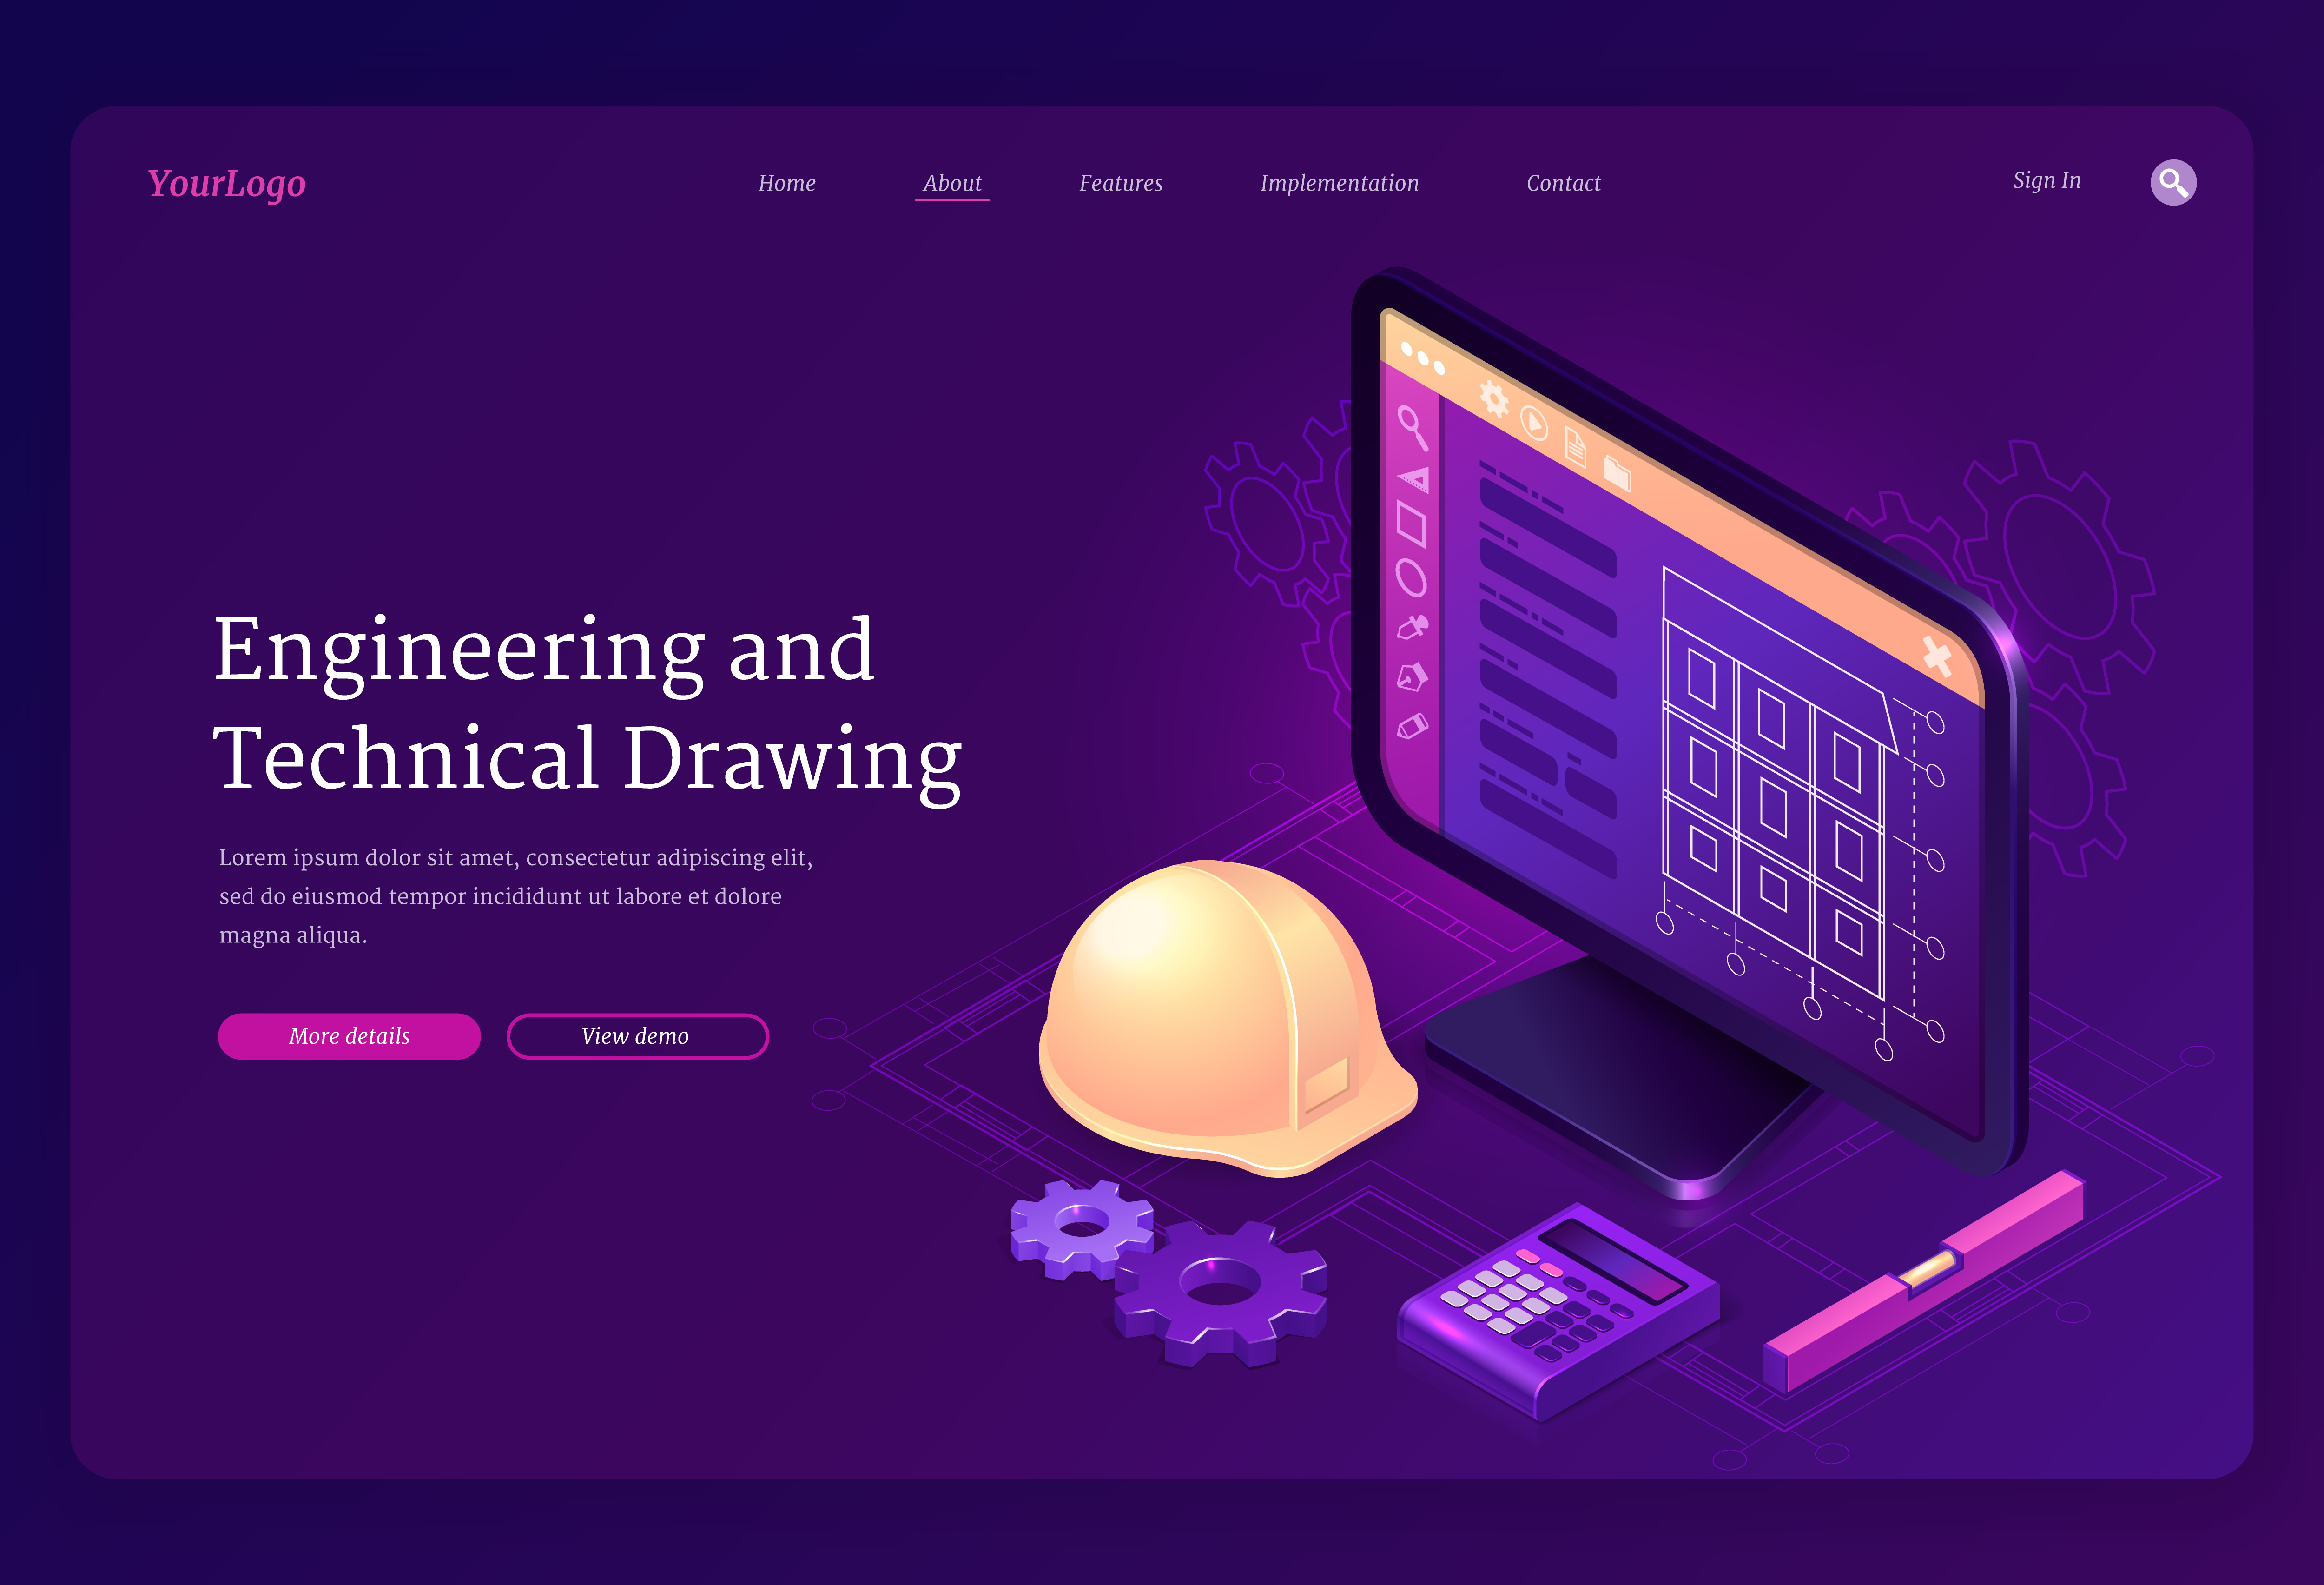 YourLogo
Home About Features Implementation Contact
Sign In
Engineering and
Technical Drawing
Lorem ipsum dolor sit amet, consectetur adipiscing elit,
sed do eiusmod tempor incididunt ut labore et dolore
magna aliqua.
More details View demo